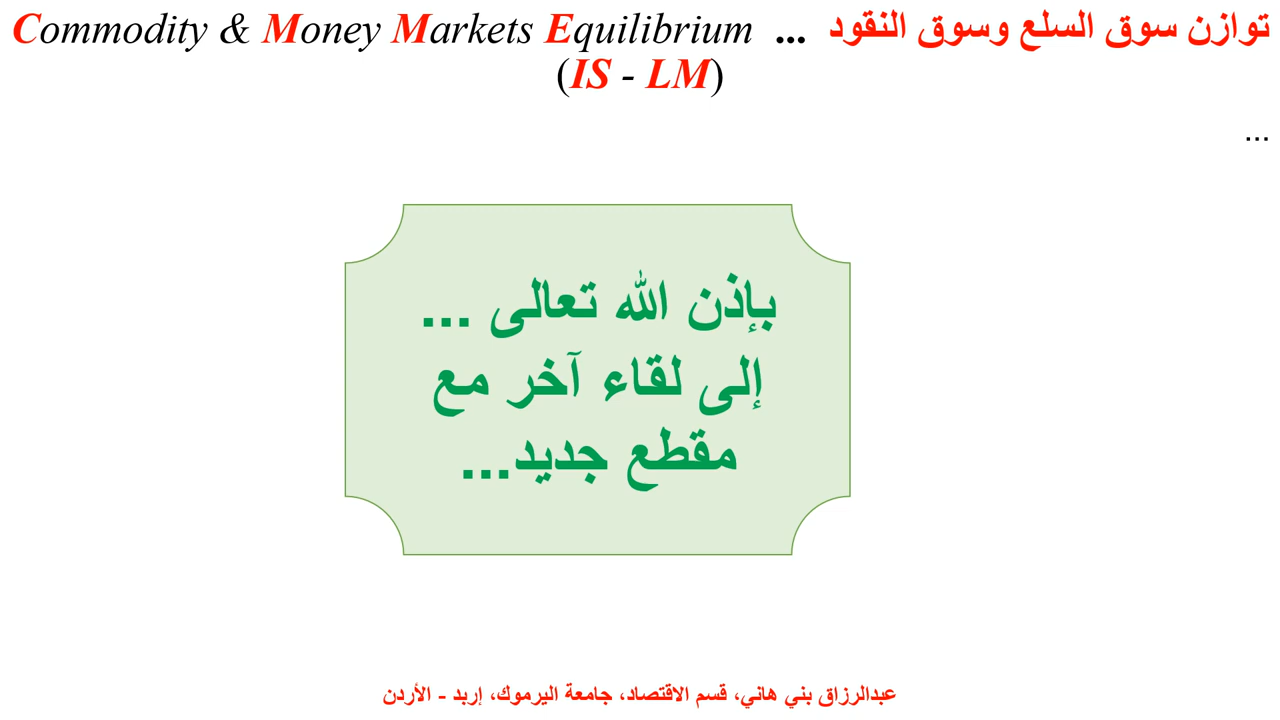 توازن سوق السلع وسوق النقود ... Commodity & Money Markets Equilibrium
(IS - LM)
...
بإذن الله تعالى ...
إلى لقاء آخر مع
مقطع جديد...
عبدالرزاق بني هاني، قسم الاقتصاد، جامعة اليرموك، إربد - الأردن